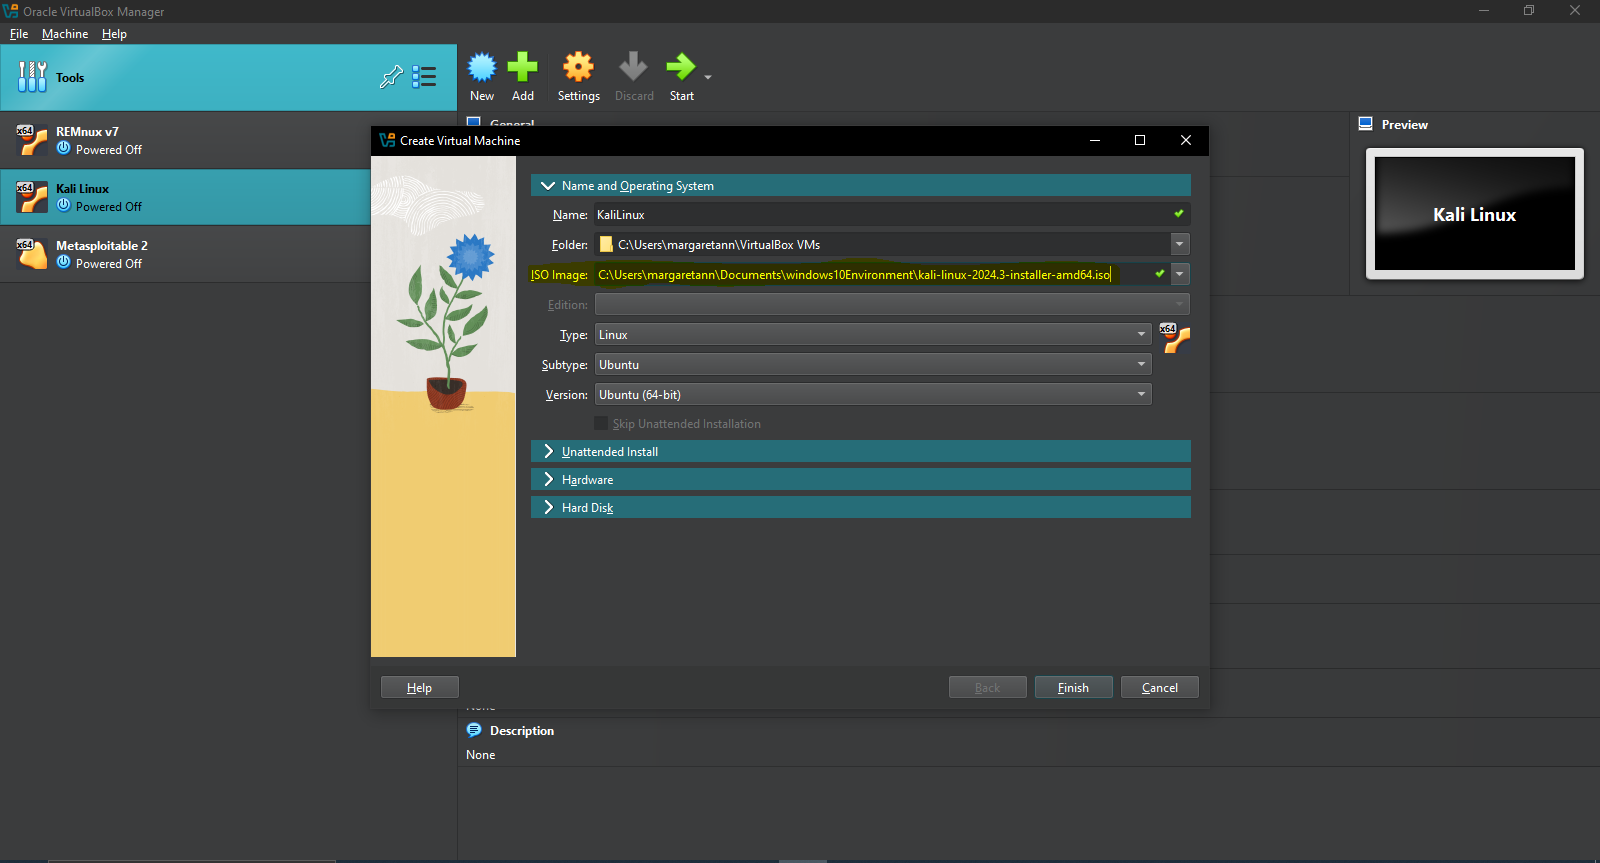 Oracle VirtualBox Manager
File Machine Help
Tools
New Add Settings Discard Start
x64 REMnux v7
Powered Off
x64 Kali Linux
Powered Off
x64 Metasploitable 2
Powered Off
General
Preview
Kali Linux
Create Virtual Machine
Name and Operating System
Name: KaliLinux
Folder: C:\Users\margaretann\VirtualBox VMs
ISO Image: C:\Users\margaretann\Documents\windows10Environment\kali-linux-2024.3-installer-amd64.iso
Edition:
Type: Linux x64
Subtype: Ubuntu
Version: Ubuntu (64-bit)
Skip Unattended Installation
Unattended Install
Hardware
Hard Disk
Help Back Finish Cancel
None
Description
None